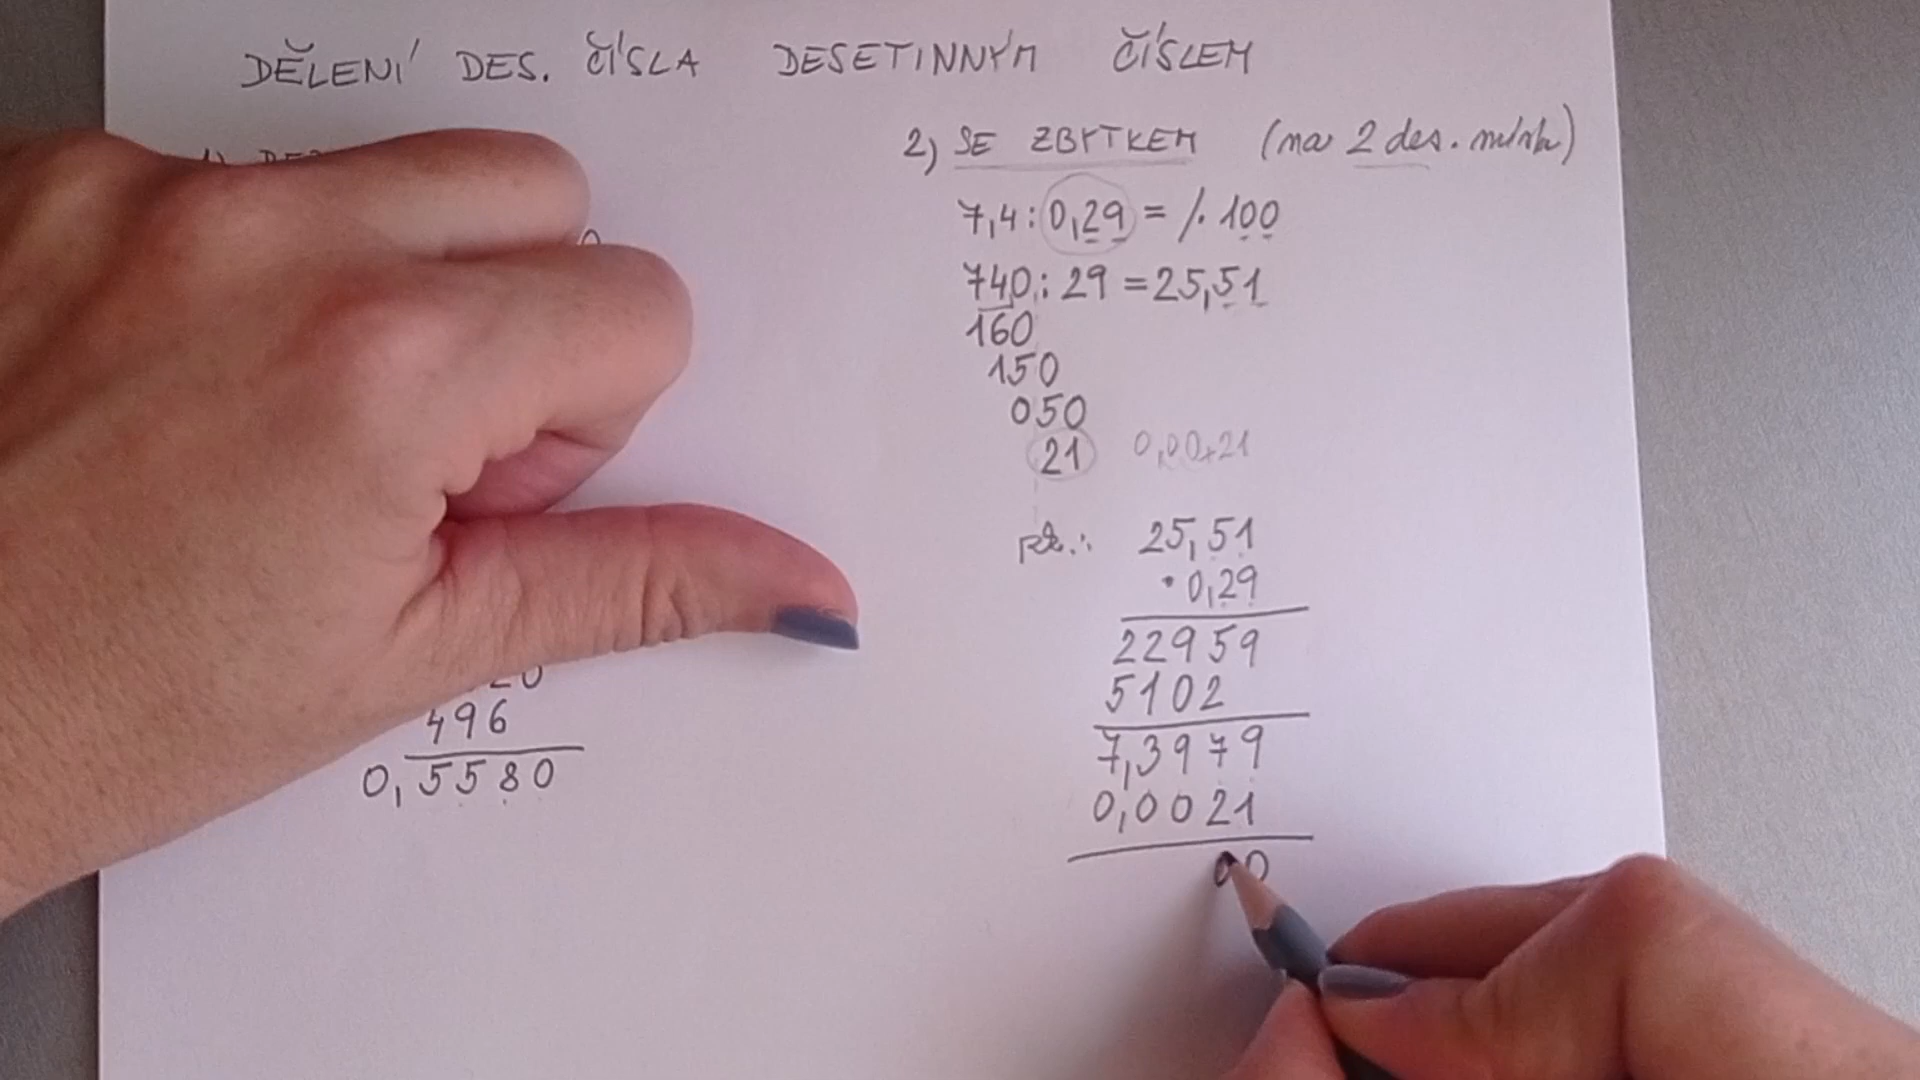 DĚLENÍ DES. ČÍSLA DESETINNÝM ČÍSLEM
496
0,5580
2) SE ZBYTKEM (na 2 des. místa)
7,4 : 0,29 = /· 100
740 : 29 = 25,51
160
150
050
21 0,0021
zk.:
25,51
· 0,29
22959
5102
7,3979
0,0021
00